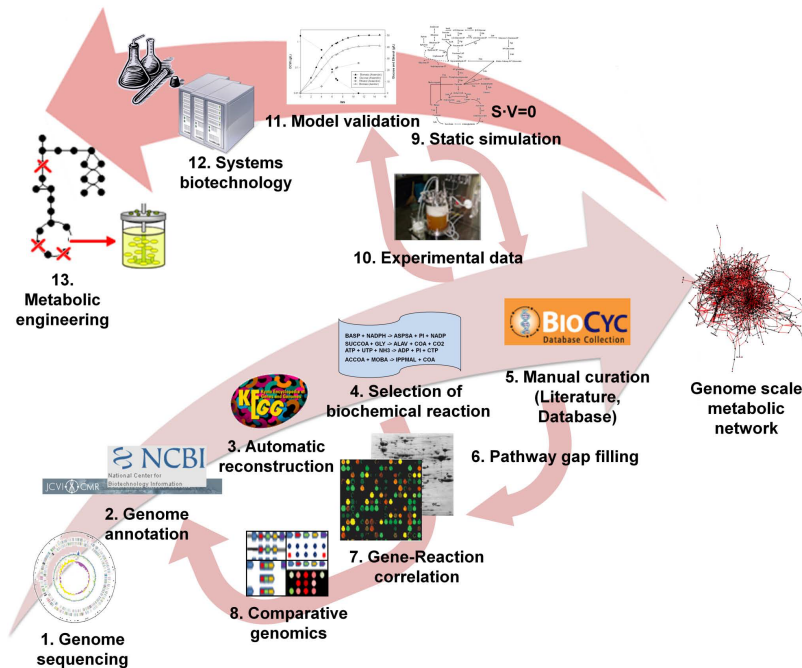 S·V=0
11. Model validation
9. Static simulation
12. Systems
biotechnology
10. Experimental data
13.
Metabolic
engineering
BASP + NADPH -> ASPSA + PI + NADP
SUCCOA + GLY -> ALAV + COA + CO2
ATP + UTP + NH3 -> ADP + PI + CTP
ACCOA + MOBA -> IPPMAL + COA
BIOCYC
Database Collection
4. Selection of
biochemical reaction
5. Manual curation
(Literature,
Database)
Genome scale
metabolic
network
KEGG
3. Automatic
reconstruction
NCBI
National Center for
Biotechnology Information
JCVI CMR
2. Genome
annotation
6. Pathway gap filling
7. Gene-Reaction
correlation
8. Comparative
genomics
1. Genome
sequencing